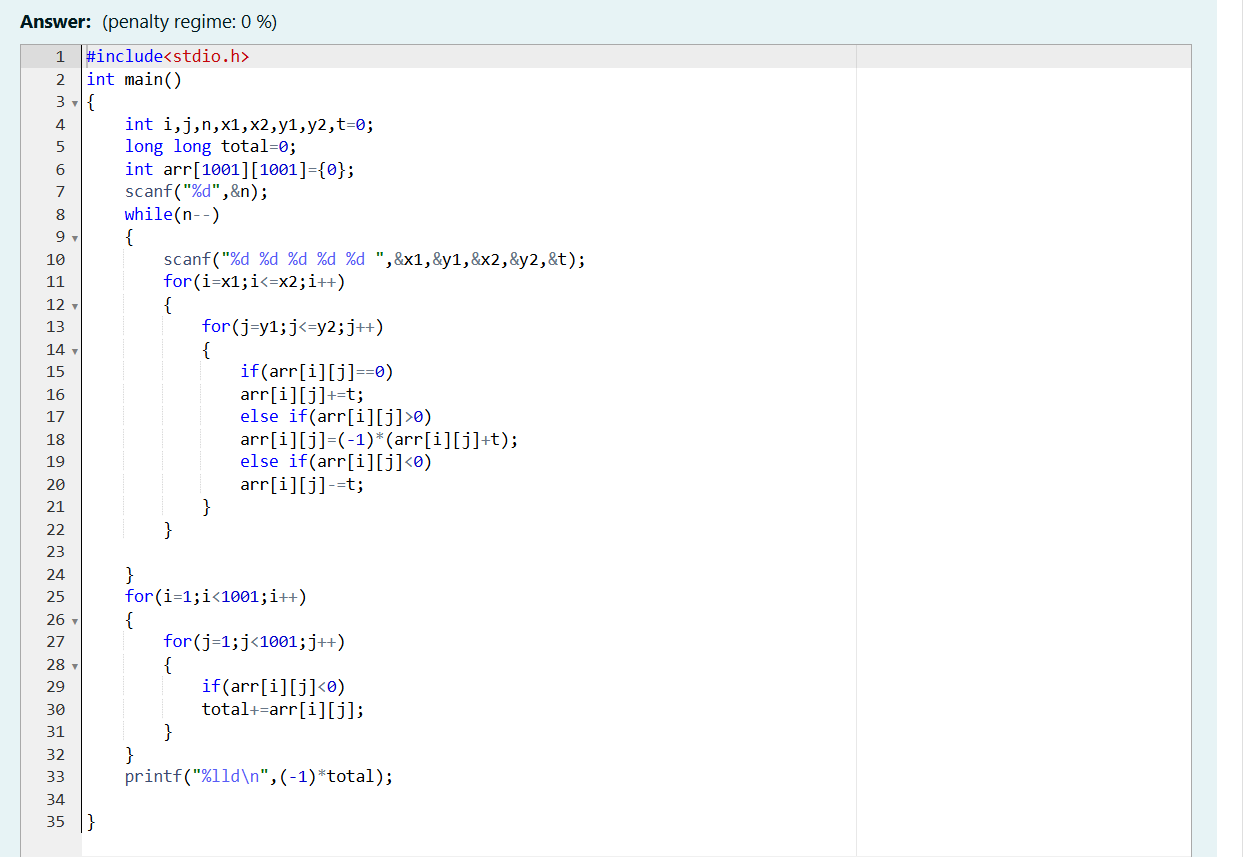 Answer: (penalty regime: 0 %)
1 #include<stdio.h>
2 int main()
3 {
4 int i,j,n,x1,x2,y1,y2,t=0;
5 long long total=0;
6 int arr[1001][1001]={0};
7 scanf("%d",&n);
8 while(n--)
9 {
10 scanf("%d %d %d %d %d ",&x1,&y1,&x2,&y2,&t);
11 for(i=x1;i<=x2;i++)
12 {
13 for(j=y1;j<=y2;j++)
14 {
15 if(arr[i][j]==0)
16 arr[i][j]+=t;
17 else if(arr[i][j]>0)
18 arr[i][j]=(-1)*(arr[i][j]+t);
19 else if(arr[i][j]<0)
20 arr[i][j]-=t;
21 }
22 }
23
24 }
25 for(i=1;i<1001;i++)
26 {
27 for(j=1;j<1001;j++)
28 {
29 if(arr[i][j]<0)
30 total+=arr[i][j];
31 }
32 }
33 printf("%lld\n",(-1)*total);
34
35 }